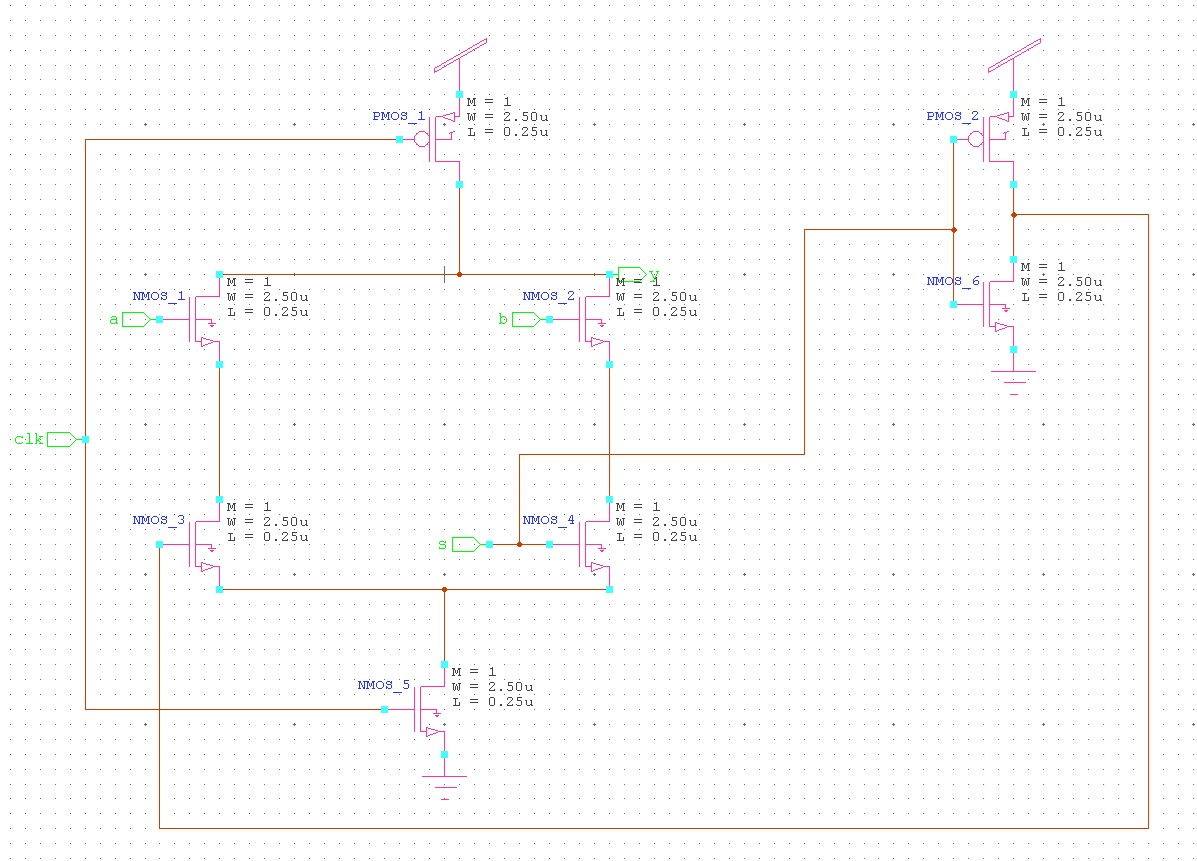 PMOS_1
M = 1
W = 2.50u
L = 0.25u
PMOS_2
M = 1
W = 2.50u
L = 0.25u
y
NMOS_1
M = 1
W = 2.50u
L = 0.25u
a
NMOS_2
M = 1
W = 2.50u
L = 0.25u
b
NMOS_6
M = 1
W = 2.50u
L = 0.25u
clk
NMOS_3
M = 1
W = 2.50u
L = 0.25u
NMOS_4
M = 1
W = 2.50u
L = 0.25u
s
NMOS_5
M = 1
W = 2.50u
L = 0.25u